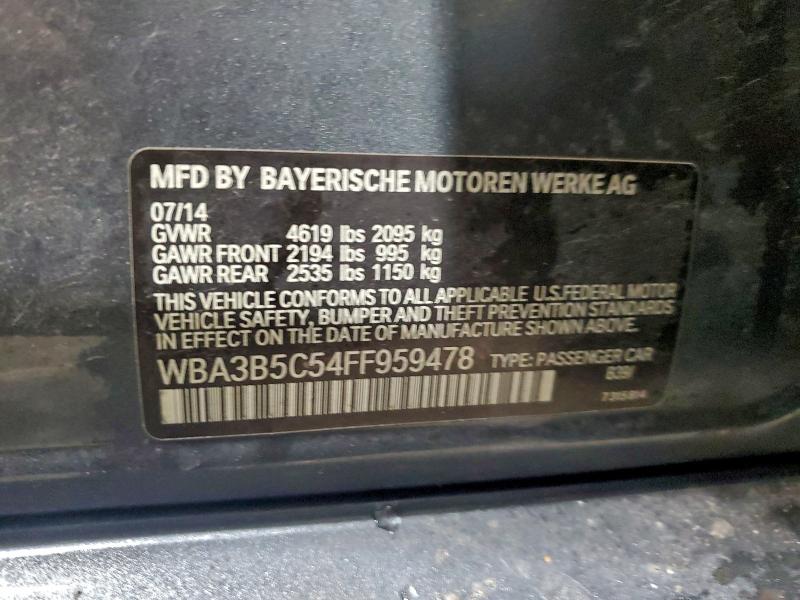 MFD BY BAYERISCHE MOTOREN WERKE AG
07/14
GVWR 4619 lbs 2095 kg
GAWR FRONT 2194 lbs 995 kg
GAWR REAR 2535 lbs 1150 kg
THIS VEHICLE CONFORMS TO ALL APPLICABLE U.S.FEDERAL MOTOR
VEHICLE SAFETY, BUMPER AND THEFT PREVENTION STANDARDS
IN EFFECT ON THE DATE OF MANUFACTURE SHOWN ABOVE.
WBA3B5C54FF959478 TYPE: PASSENGER CAR